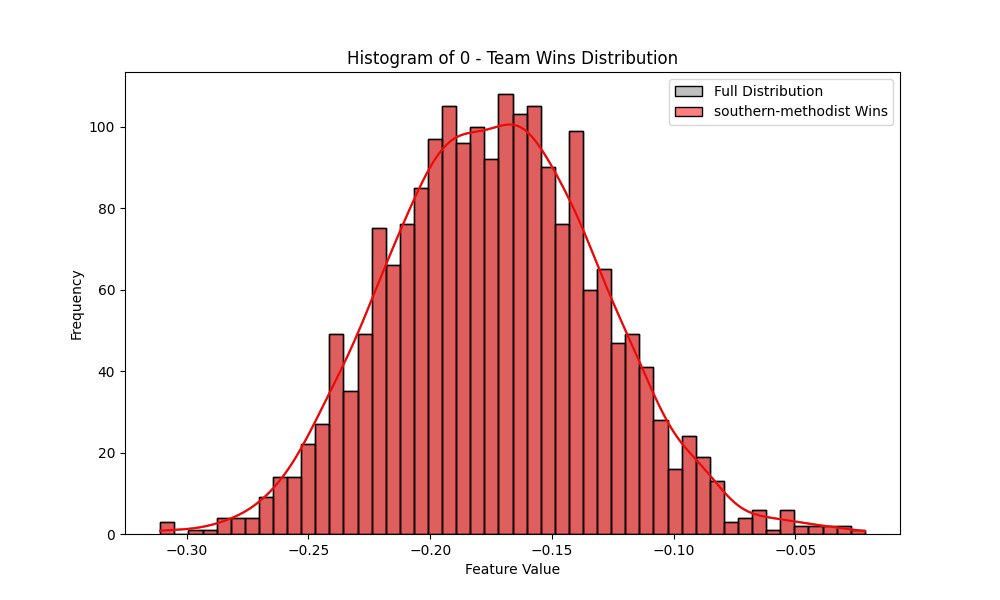 Histogram of 0 - Team Wins Distribution
Full Distribution
southern-methodist Wins
Frequency
100
80
60
40
20
0
−0.30
−0.25
−0.20
−0.15
−0.10
−0.05
Feature Value